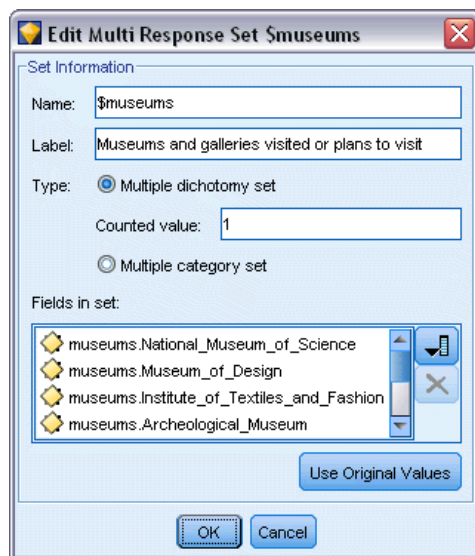 Edit Multi Response Set $museums
Set Information
Name: $museums
Label: Museums and galleries visited or plans to visit
Type: Multiple dichotomy set
Counted value: 1
Multiple category set
Fields in set:
museums.National_Museum_of_Science
museums.Museum_of_Design
museums.Institute_of_Textiles_and_Fashion
museums.Archeological_Museum
Use Original Values
OK Cancel